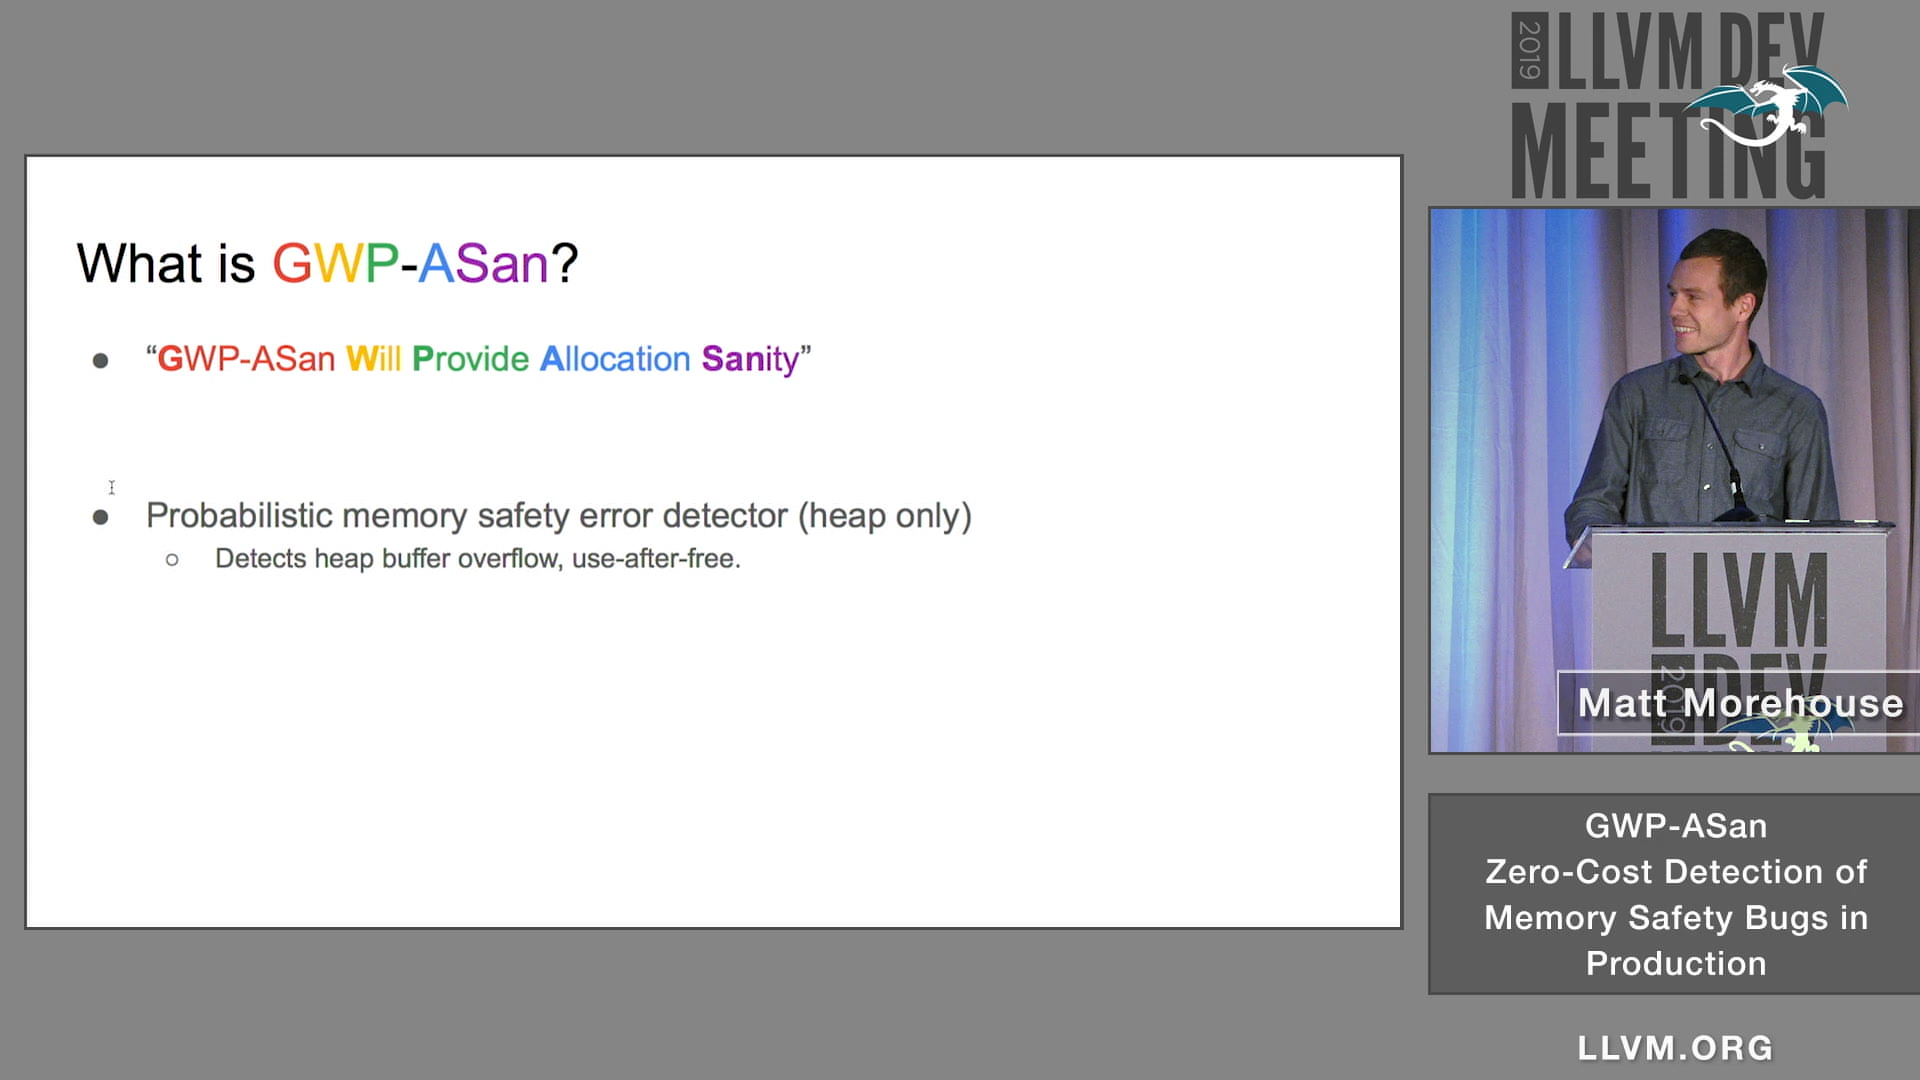 2019 LLVM DEV
MEETING
What is GWP-ASan?
“GWP-ASan Will Provide Allocation Sanity”
Probabilistic memory safety error detector (heap only)
Detects heap buffer overflow, use-after-free.
LLVM
2019 DEV
Matt Morehouse
GWP-ASan
Zero-Cost Detection of
Memory Safety Bugs in
Production
LLVM.ORG